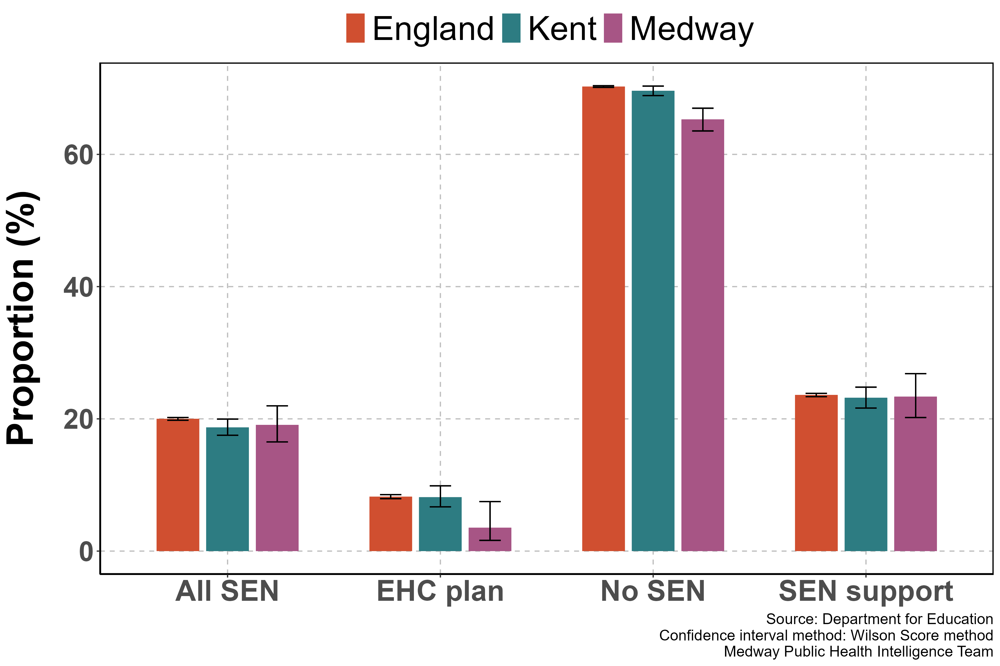 England Kent Medway
Proportion (%)
60
40
20
0
All SEN EHC plan No SEN SEN support
Source: Department for Education
Confidence interval method: Wilson Score method
Medway Public Health Intelligence Team